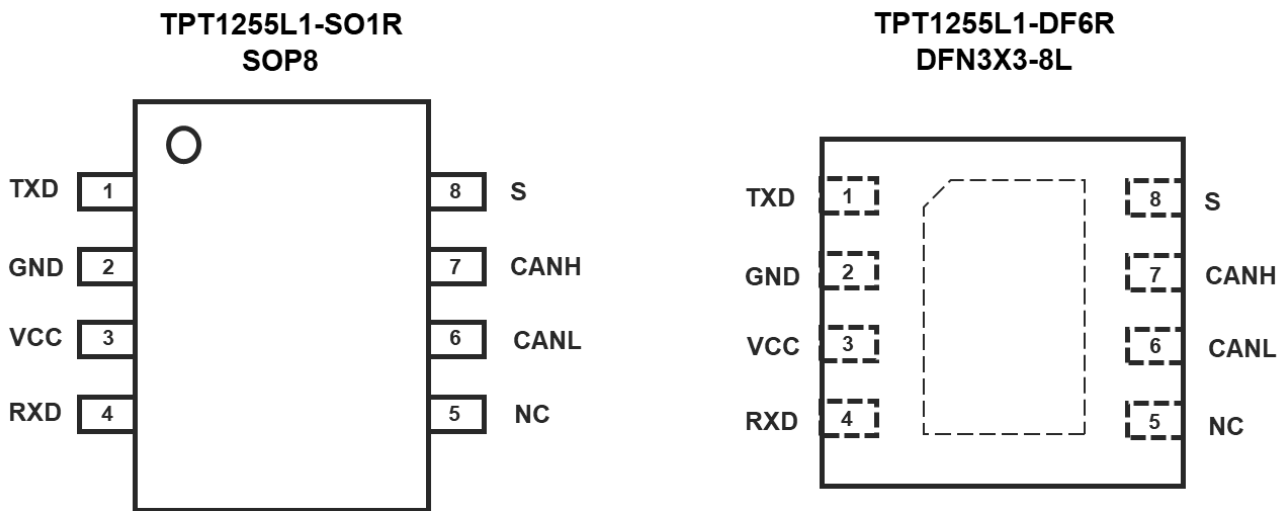 TPT1255L1-SO1R
SOP8
TXD 1 8 S
GND 2 7 CANH
VCC 3 6 CANL
RXD 4 5 NC
TPT1255L1-DF6R
DFN3X3-8L
TXD 1 8 S
GND 2 7 CANH
VCC 3 6 CANL
RXD 4 5 NC